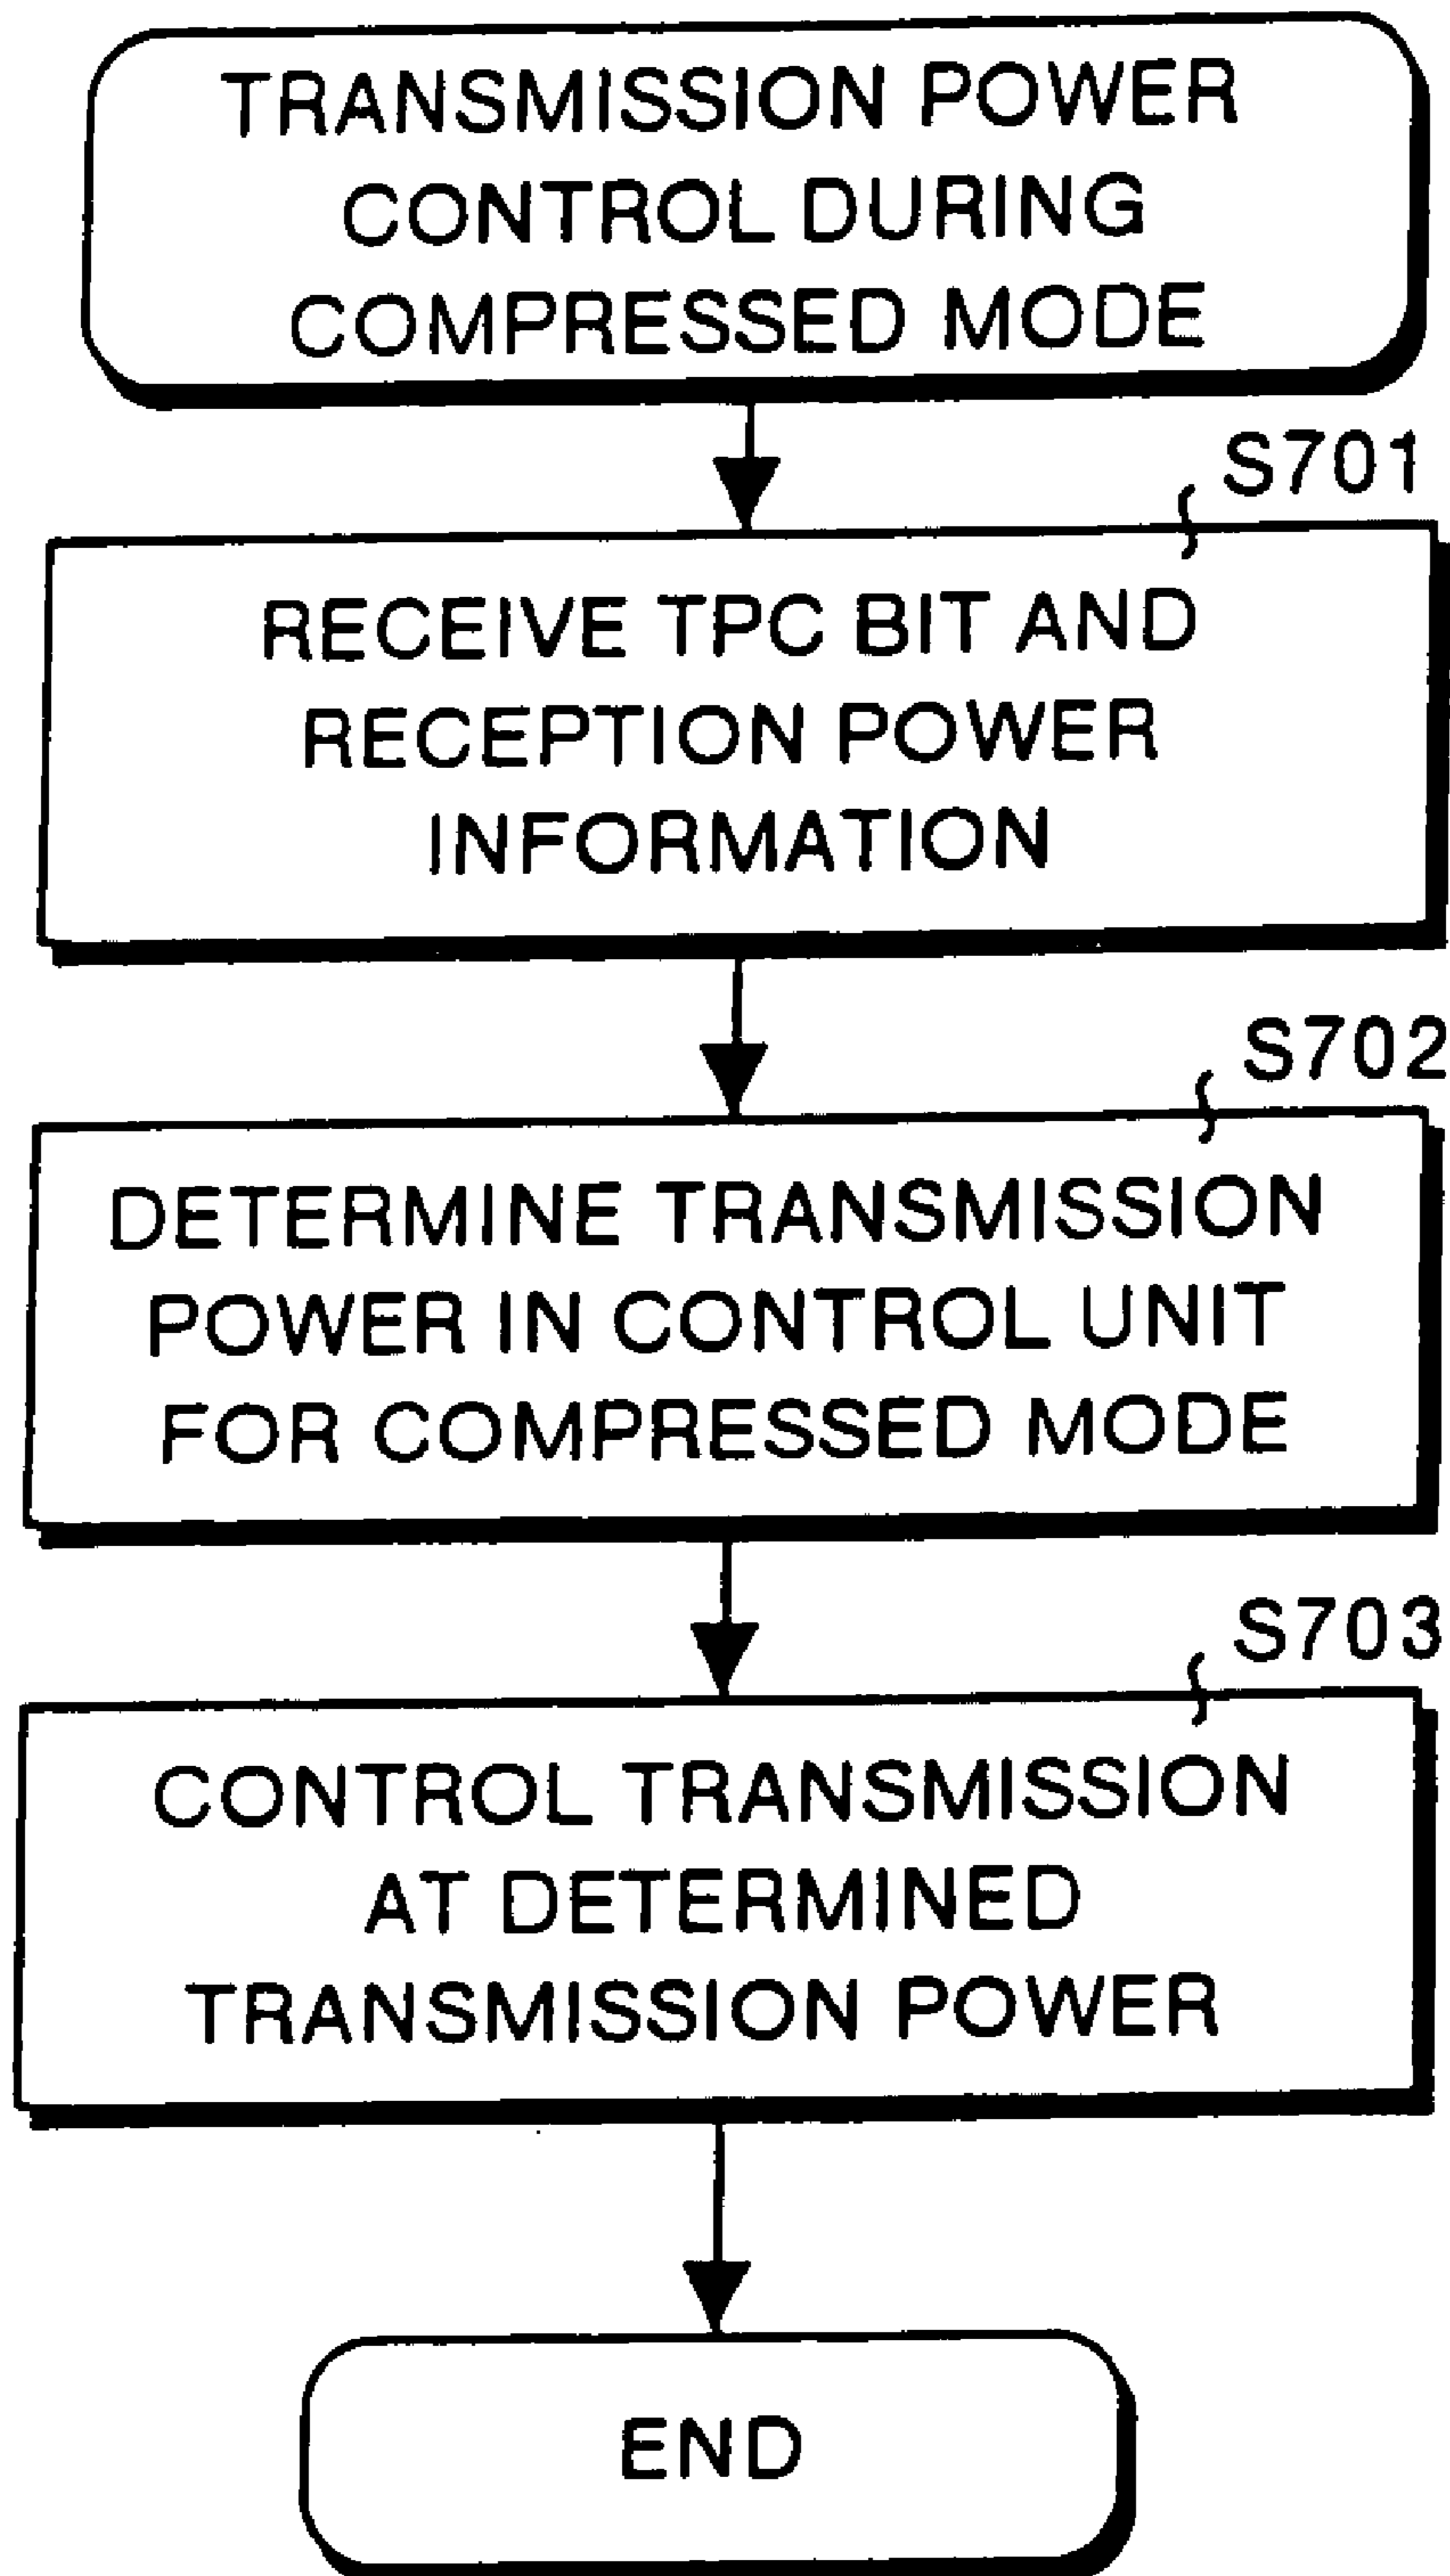 TRANSMISSION POWER
CONTROL DURING
COMPRESSED MODE
S701
RECEIVE TPC BIT AND
RECEPTION POWER
INFORMATION
S702
DETERMINE TRANSMISSION
POWER IN CONTROL UNIT
FOR COMPRESSED MODE
S703
CONTROL TRANSMISSION
AT DETERMINED
TRANSMISSION POWER
END